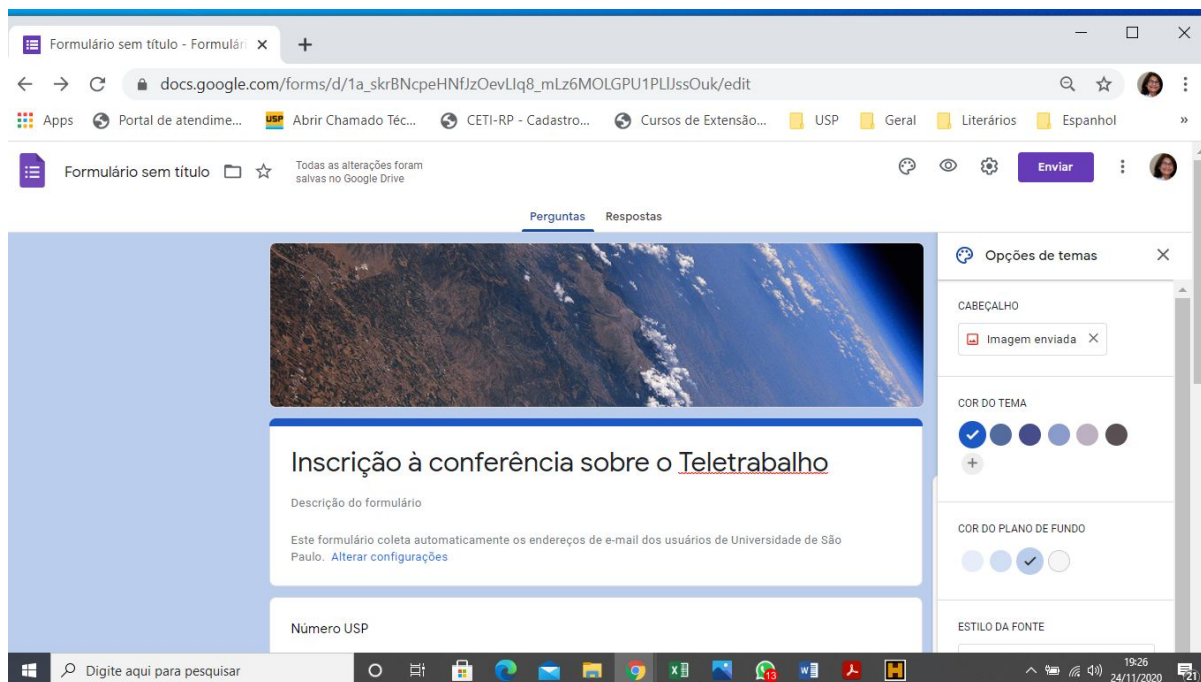 Formulário sem título - Formulári
docs.google.com/forms/d/1a_skrBNcpeHNfJzOevLIq8_mLz6MOLGPU1PLlJssOuk/edit
Apps Portal de atendime... USP Abrir Chamado Téc... CETI-RP - Cadastro... Cursos de Extensão... USP Geral Literários Espanhol »
Formulário sem título Todas as alterações foram
salvas no Google Drive
Enviar
Perguntas Respostas
Opções de temas
CABEÇALHO
Imagem enviada
COR DO TEMA
Inscrição à conferência sobre o Teletrabalho
Descrição do formulário
Este formulário coleta automaticamente os endereços de e-mail dos usuários de Universidade de São
Paulo. Alterar configurações
COR DO PLANO DE FUNDO
Número USP
ESTILO DA FONTE
Digite aqui para pesquisar
13
19:26
24/11/2020
21